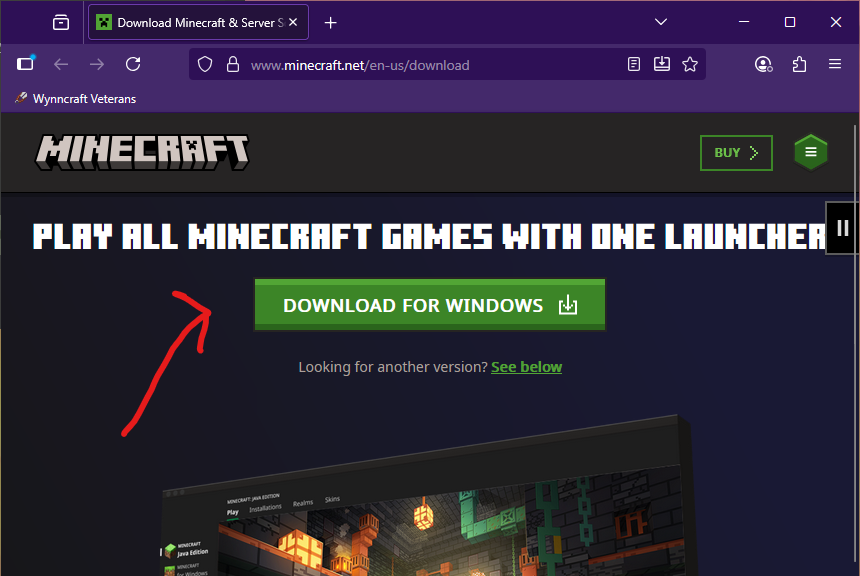 Download Minecraft & Server S
www.minecraft.net/en-us/download
Wynncraft Veterans
MINECRAFT
BUY
PLAY ALL MINECRAFT GAMES WITH ONE LAUNCHER
DOWNLOAD FOR WINDOWS
Looking for another version? See below
MINECRAFT: JAVA EDITION
Play Installations Realms Skins
MINECRAFT
Java Edition
MINECRAFT
For Windows